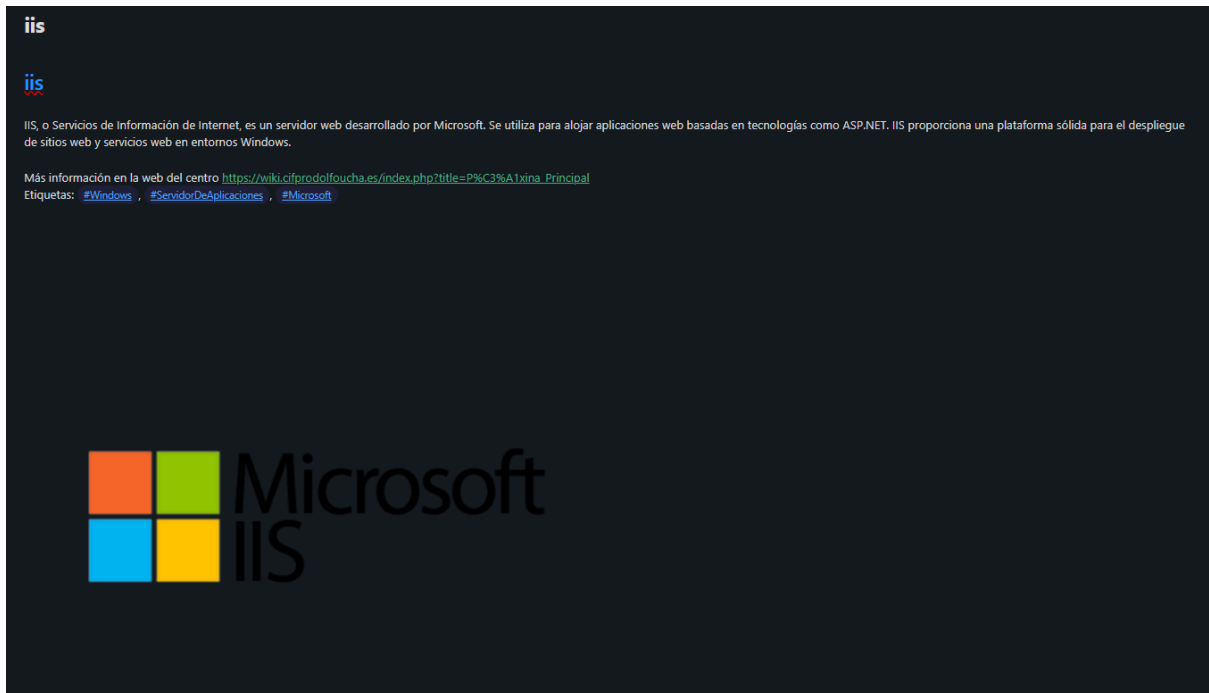 iis
iis
IIS, o Servicios de Información de Internet, es un servidor web desarrollado por Microsoft. Se utiliza para alojar aplicaciones web basadas en tecnologías como ASP.NET. IIS proporciona una plataforma sólida para el despliegue
de sitios web y servicios web en entornos Windows.
Más información en la web del centro https://wiki.cifprodolfoucha.es/index.php?title=P%C3%A1xina_Principal
Etiquetas: #Windows , #ServidorDeAplicaciones , #Microsoft
Microsoft
IIS